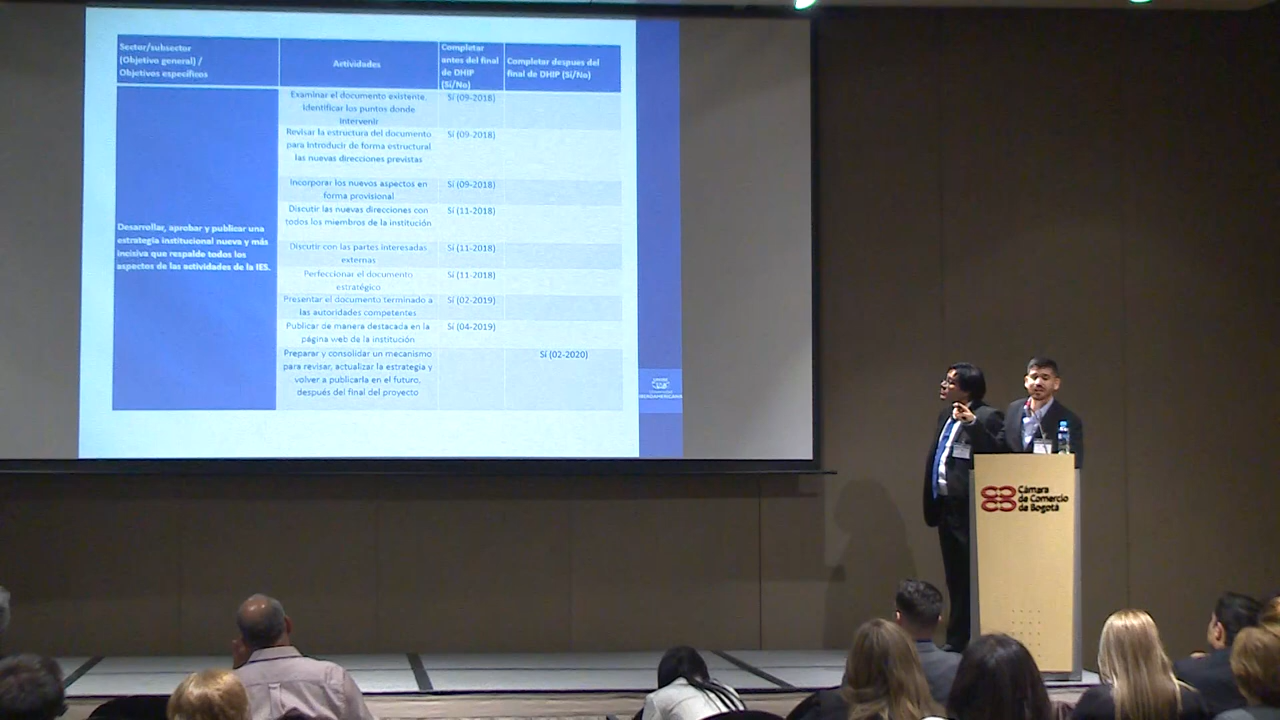 Sector/subsector
(Objetivo general) /
Objetivos específicos
Actividades
Completar
antes del final
de DHIP
(Sí/No)
Completar despues del
final de DHIP (Sí/No)
Desarrollar, aprobar y publicar una
estrategia institucional nueva y más
incisiva que respalde todos los
aspectos de las actividades de la IES.
Examinar el documento existente.
Identificar los puntos donde
intervenir
Sí (09-2018)
Revisar la estructura del documento
para introducir de forma estructural
las nuevas direcciones previstas
Sí (09-2018)
Incorporar los nuevos aspectos en
forma provisional
Sí (09-2018)
Discutir las nuevas direcciones con
todos los miembros de la institución
Sí (11-2018)
Discutir con las partes interesadas
externas
Sí (11-2018)
Perfeccionar el documento
estratégico
Sí (11-2018)
Presentar el documento terminado a
las autoridades competentes
Sí (02-2019)
Publicar de manera destacada en la
página web de la institución
Sí (04-2019)
Preparar y consolidar un mecanismo
para revisar, actualizar la estrategia y
volver a publicarla en el futuro,
después del final del proyecto
Sí (02-2020)
IBEROAMERICANA
Cámara
de Comercio
de Bogotá